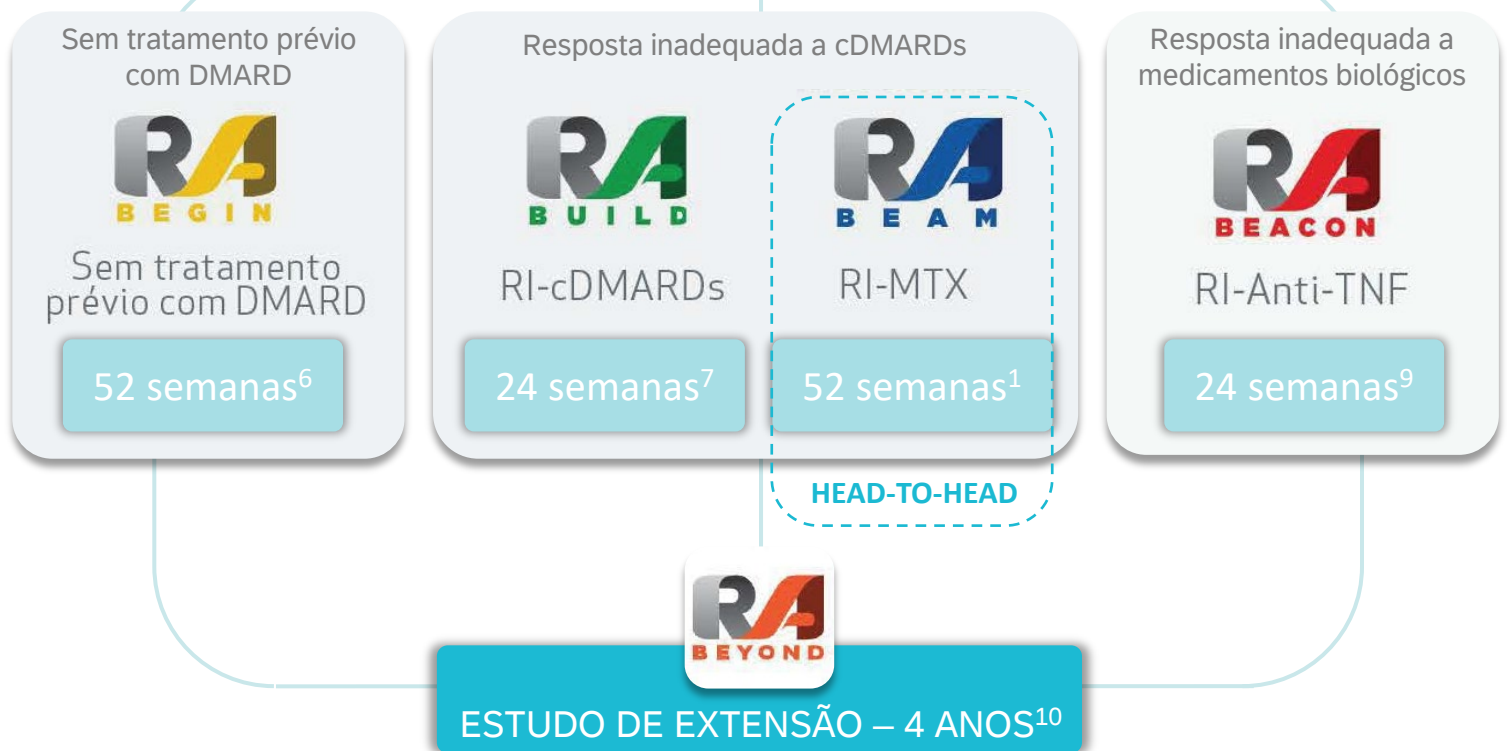 Sem tratamento prévio
com DMARD
RA
BEGIN
Sem tratamento
prévio com DMARD
52 semanas⁶
Resposta inadequada a cDMARDs
RA
BUILD
RI-cDMARDs
24 semanas⁷
RA
BEAM
RI-MTX
52 semanas¹
HEAD-TO-HEAD
Resposta inadequada a
medicamentos biológicos
RA
BEACON
RI-Anti-TNF
24 semanas⁹
RA
BEYOND
ESTUDO DE EXTENSÃO – 4 ANOS¹⁰